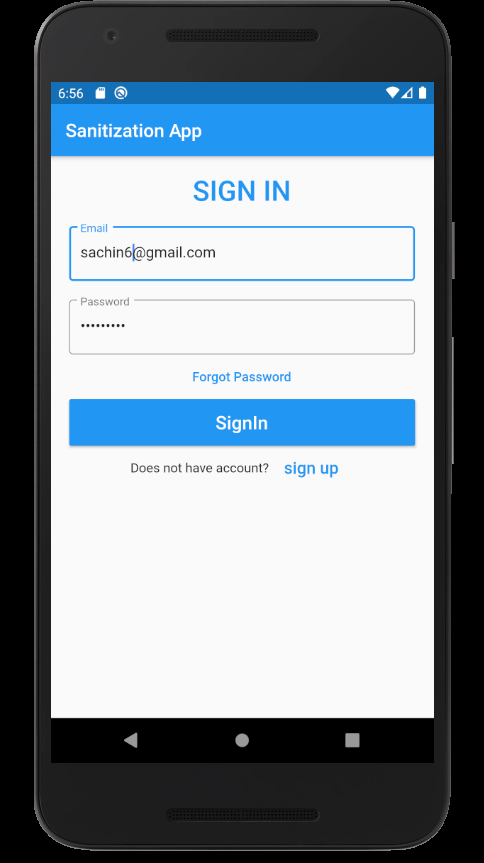 6:56
Sanitization App
SIGN IN
Email
sachin6@gmail.com
Password
•••••••••
Forgot Password
SignIn
Does not have account? sign up